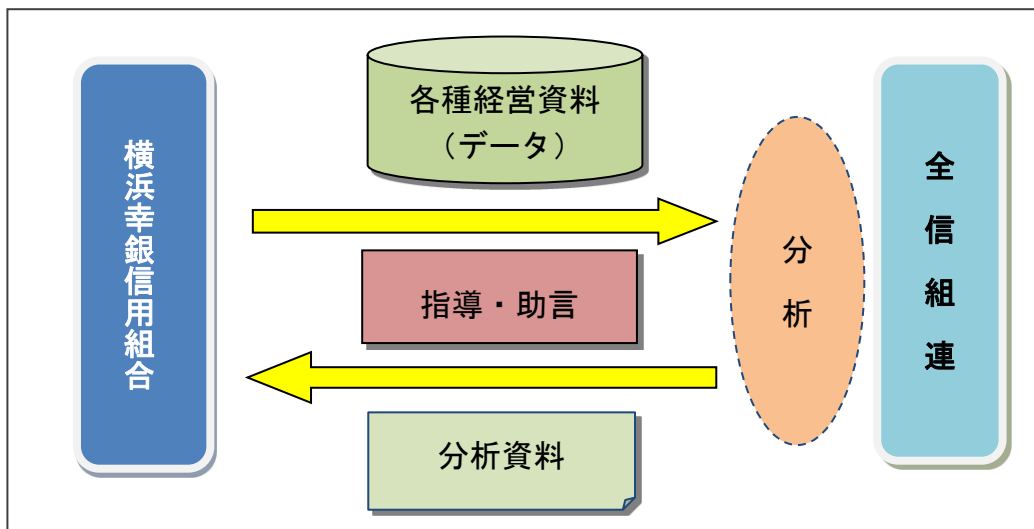 横浜幸銀信用組合
各種経営資料
（データ）
指導・助言
分析資料
分析
全信組連